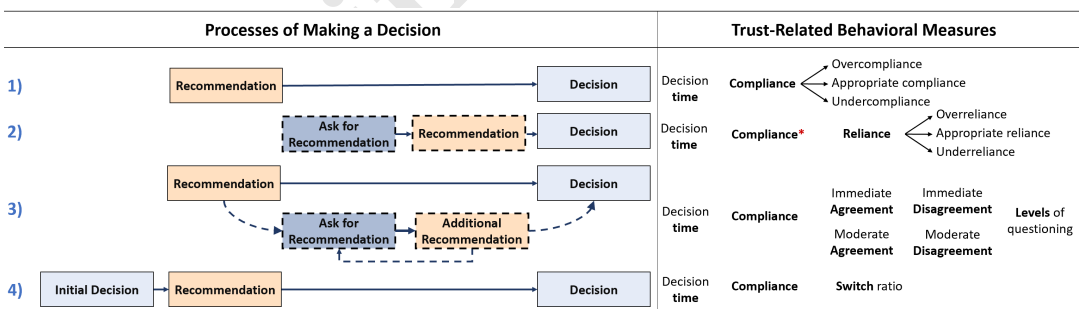 Processes of Making a Decision
Trust-Related Behavioral Measures
1)
Recommendation
Decision
Decision
time
Compliance
Overcompliance
Appropriate compliance
Undercompliance
2)
Ask for
Recommendation
Recommendation
Decision
Decision
time
Compliance*
Reliance
Overreliance
Appropriate reliance
Underreliance
3)
Recommendation
Decision
Ask for
Recommendation
Additional
Recommendation
Decision
time
Compliance
Immediate
Agreement
Immediate
Disagreement
Moderate
Agreement
Moderate
Disagreement
Levels of
questioning
4)
Initial Decision
Recommendation
Decision
Decision
time
Compliance
Switch ratio